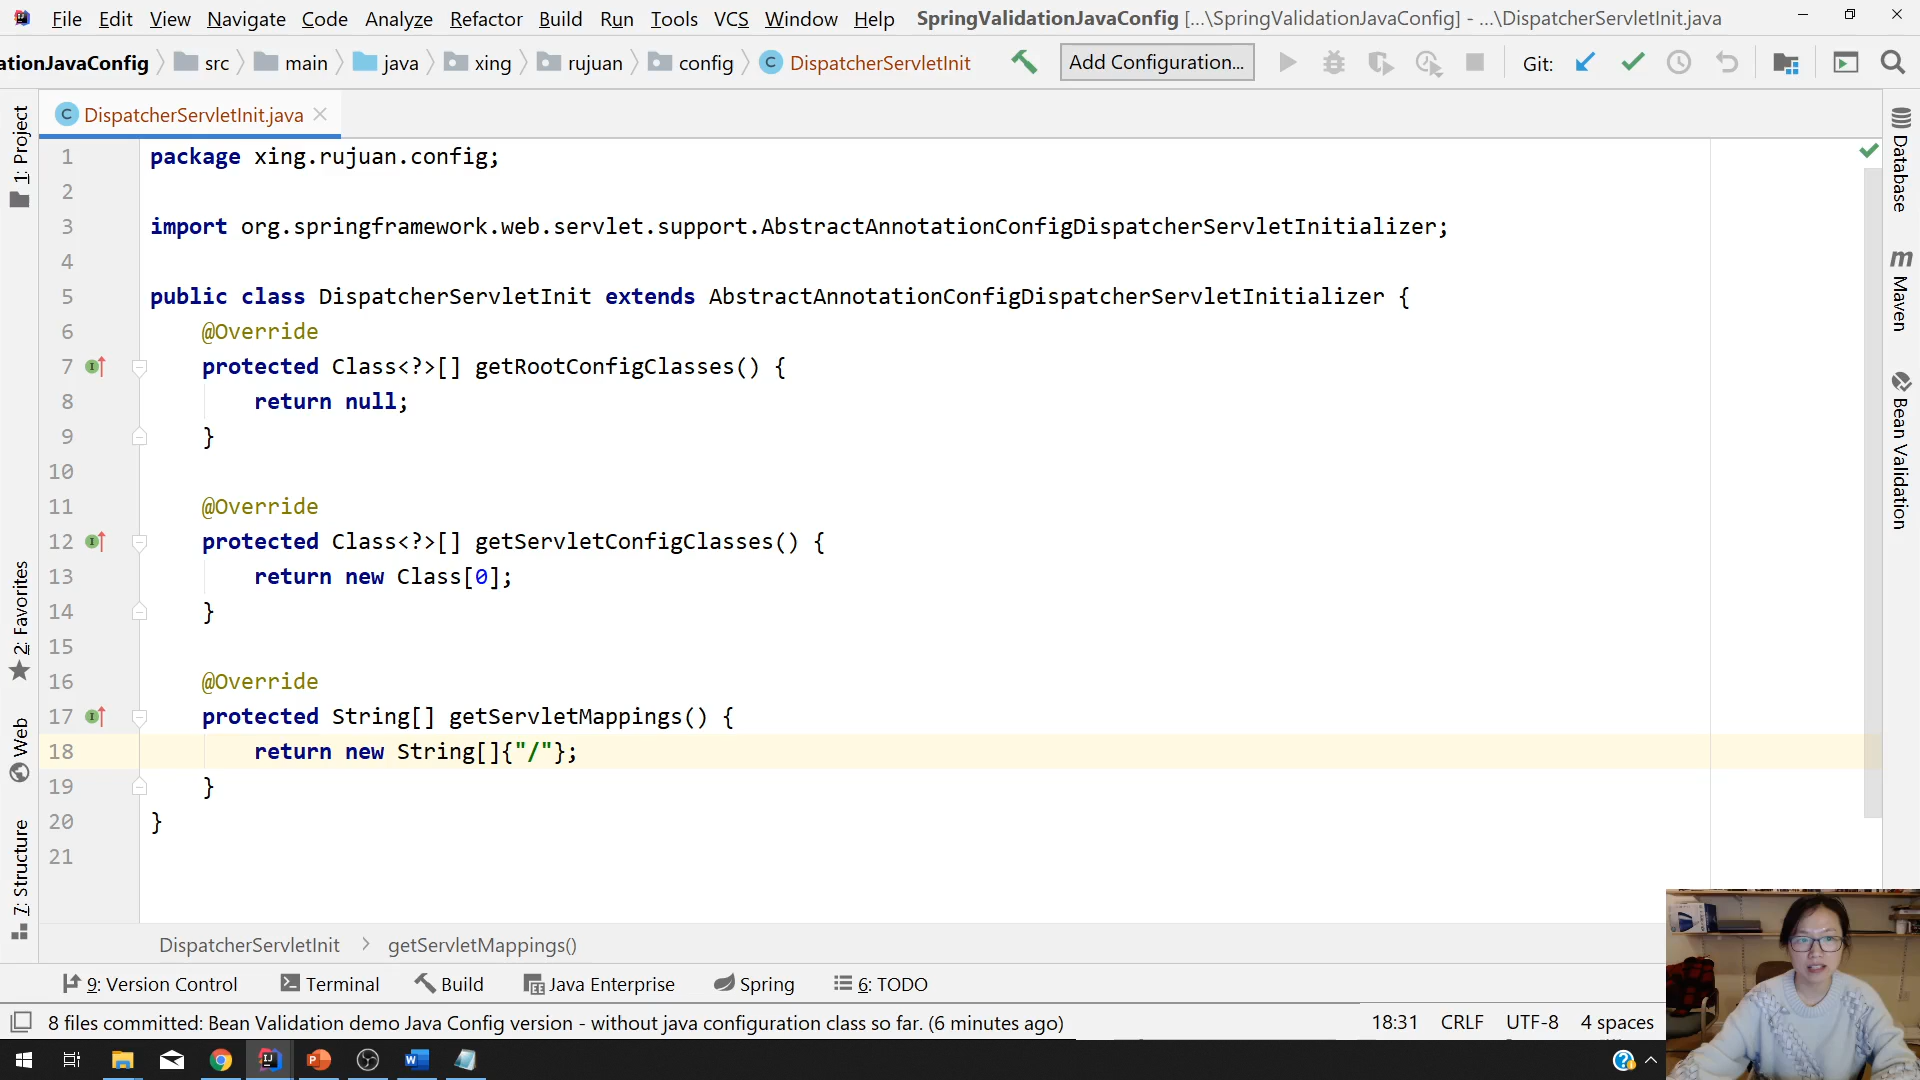 File Edit View Navigate Code Analyze Refactor Build Run Tools VCS Window Help SpringValidationJavaConfig [...\SpringValidationJavaConfig] - ...\DispatcherServletInit.java
ationJavaConfig src main java xing rujuan config DispatcherServletInit Add Configuration... Git:
DispatcherServletInit.java
1: Project
2: Favorites
Web
7: Structure
1 package xing.rujuan.config;
2
3 import org.springframework.web.servlet.support.AbstractAnnotationConfigDispatcherServletInitializer;
4
5 public class DispatcherServletInit extends AbstractAnnotationConfigDispatcherServletInitializer {
6 @Override
7 protected Class<?>[] getRootConfigClasses() {
8 return null;
9 }
10
11 @Override
12 protected Class<?>[] getServletConfigClasses() {
13 return new Class[0];
14 }
15
16 @Override
17 protected String[] getServletMappings() {
18 return new String[]{"/"};
19 }
20 }
21
Database
Maven
Bean Validation
DispatcherServletInit > getServletMappings()
9: Version Control Terminal Build Java Enterprise Spring 6: TODO
8 files committed: Bean Validation demo Java Config version - without java configuration class so far. (6 minutes ago) 18:31 CRLF UTF-8 4 spaces